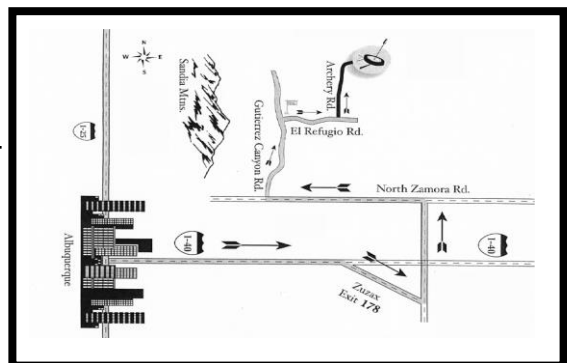 N
W E
S
Sandia Mtns.
Archery Rd.
El Refugio Rd.
Gutierrez Canyon Rd.
I-25
North Zamora Rd.
I-40
I-40
Albuquerque
Zuzax
Exit 178